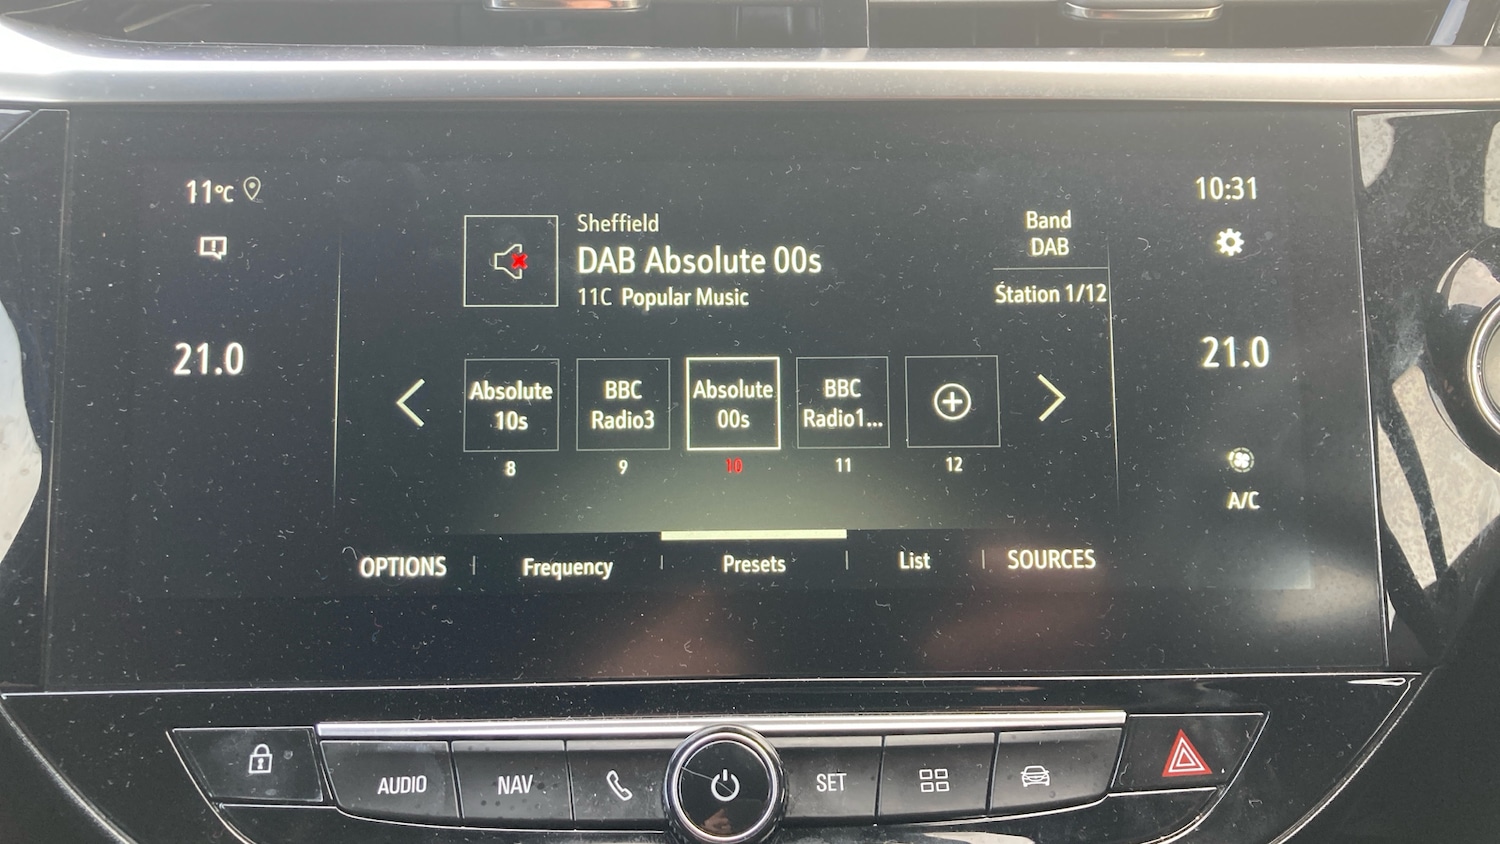 11°C
10:31
Sheffield
DAB Absolute 00s
11C Popular Music
Band
DAB
Station 1/12
21.0
21.0
Absolute
10s
BBC
Radio3
Absolute
00s
BBC
Radio1...
8
9
10
11
12
A/C
OPTIONS
Frequency
Presets
List
SOURCES
AUDIO
NAV
SET